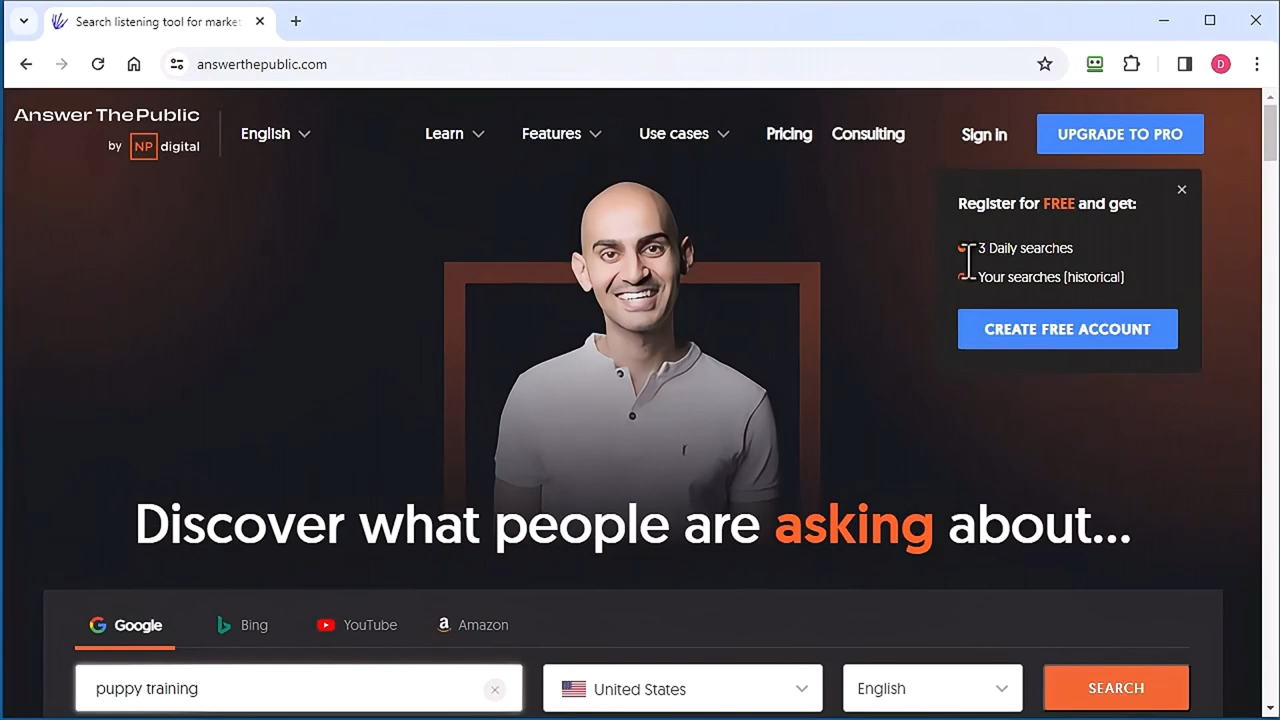 Search listening tool for market
answerthepublic.com
D
Answer The Public
by NP digital
English
Learn
Features
Use cases
Pricing
Consulting
Sign in
UPGRADE TO PRO
Register for FREE and get:
3 Daily searches
Your searches (historical)
CREATE FREE ACCOUNT
Discover what people are asking about...
Google
Bing
YouTube
Amazon
puppy training
United States
English
SEARCH